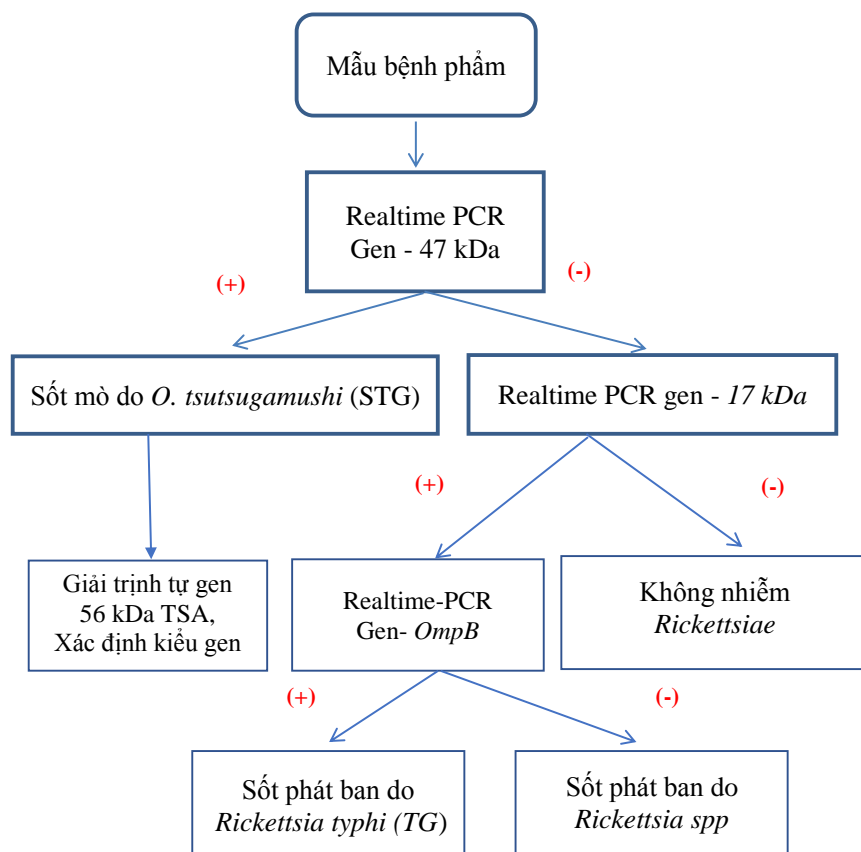 Mẫu bệnh phẩm
Realtime PCR
Gen - 47 kDa
(+)
(-)
Sốt mò do O. tsutsugamushi (STG)
Realtime PCR gen - 17 kDa
(+)
(-)
Giải trịnh tự gen
56 kDa TSA,
Xác định kiểu gen
Realtime-PCR
Gen- OmpB
Không nhiễm
Rickettsiae
(+)
(-)
Sốt phát ban do
Rickettsia typhi (TG)
Sốt phát ban do
Rickettsia spp